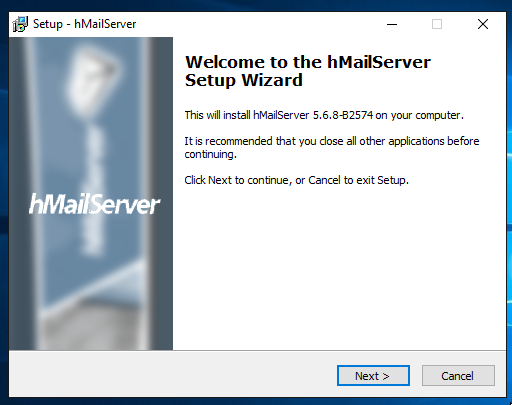 Setup - hMailServer
Welcome to the hMailServer
Setup Wizard
This will install hMailServer 5.6.8-B2574 on your computer.
It is recommended that you close all other applications before
continuing.
Click Next to continue, or Cancel to exit Setup.
hMailServer
hMailServer
Next >
Cancel